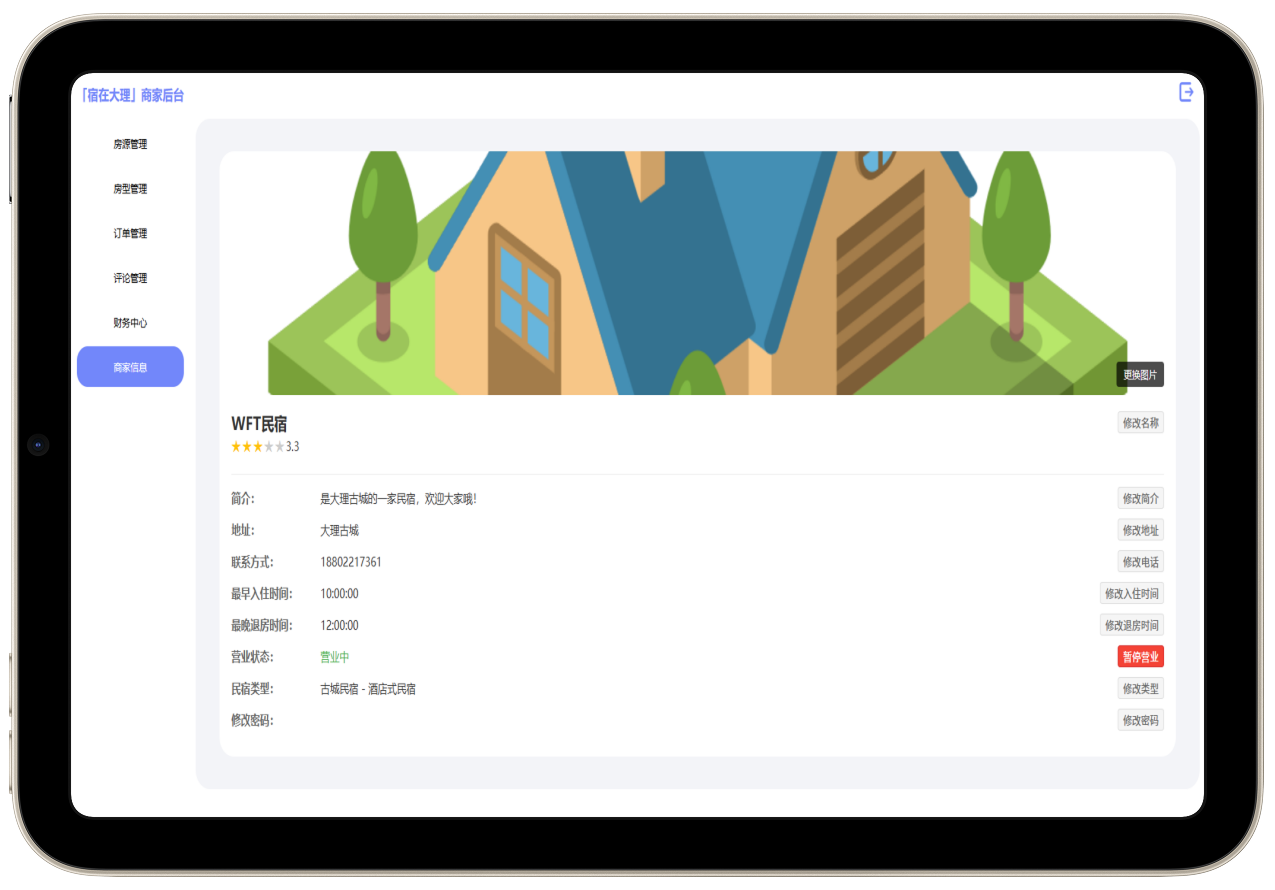 「宿在大理」商家后台
房源管理
房型管理
订单管理
评论管理
财务中心
商家信息
更换图片
WFT民宿 修改名称
3.3
简介： 是大理古城的一家民宿，欢迎大家哦！ 修改简介
地址： 大理古城 修改地址
联系方式： 18802217361 修改电话
最早入住时间： 10:00:00 修改入住时间
最晚退房时间： 12:00:00 修改退房时间
营业状态： 营业中 暂停营业
民宿类型： 古城民宿 - 酒店式民宿 修改类型
修改密码： 修改密码